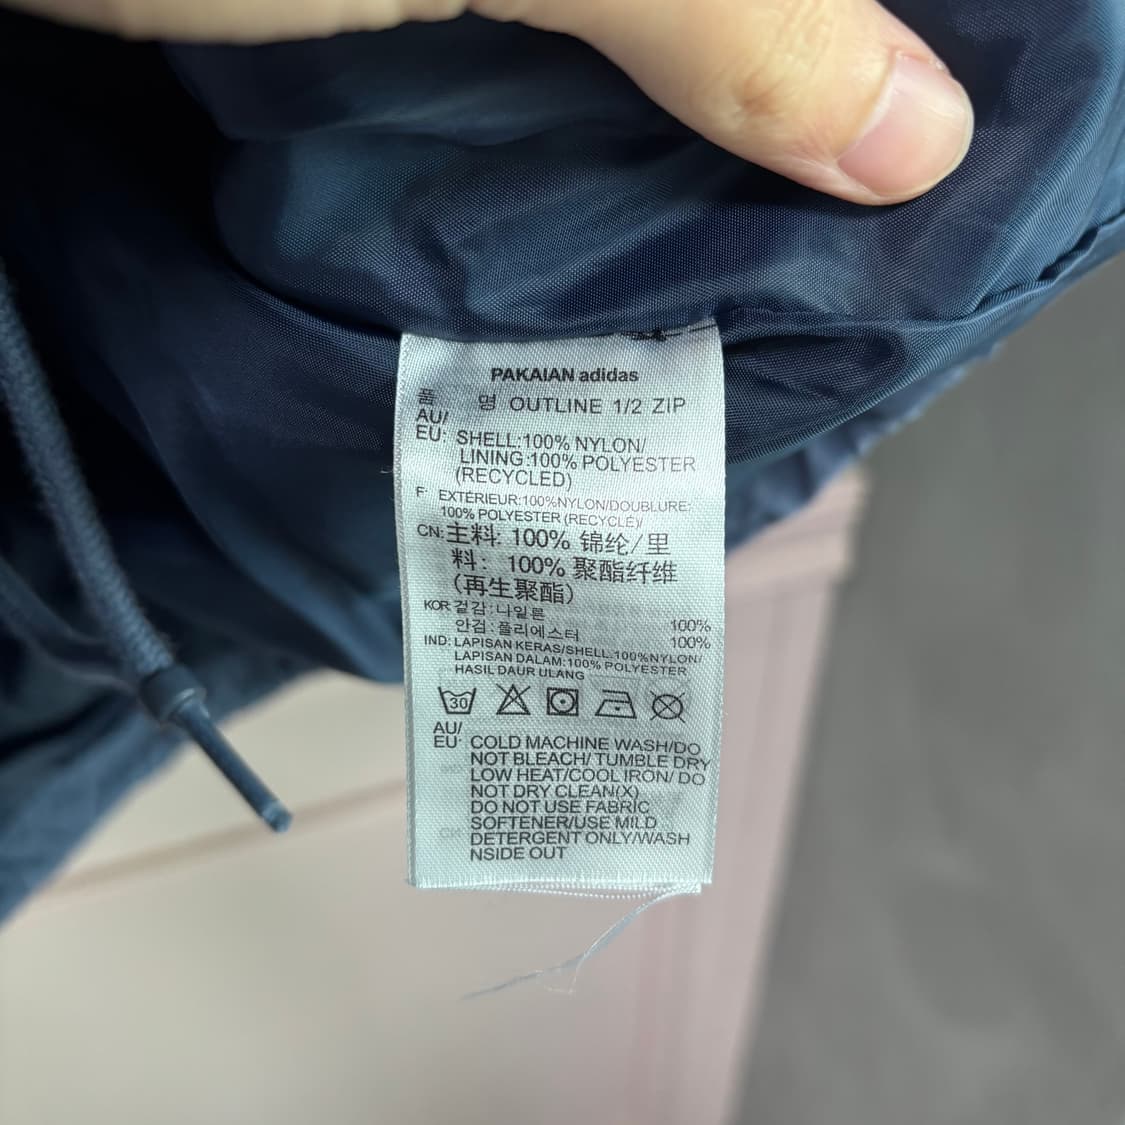 PAKAIAN adidas
품 명 OUTLINE 1/2 ZIP
AU/
EU: SHELL:100% NYLON/
LINING:100% POLYESTER
(RECYCLED)
F: EXTÉRIEUR:100%NYLON/DOUBLURE:
100% POLYESTER (RECYCLÉ)/
CN: 主料: 100% 锦纶/里
料: 100% 聚酯纤维
(再生聚酯)
KOR 겉감:나일론 100%
안검:폴리에스터 100%
IND: LAPISAN KERAS/SHELL:100%NYLON/
LAPISAN DALAM:100% POLYESTER
HASIL DAUR ULANG
30
AU/
EU: COLD MACHINE WASH/DO
NOT BLEACH/ TUMBLE DRY
LOW HEAT/COOL IRON/ DO
NOT DRY CLEAN(X)
DO NOT USE FABRIC
SOFTENER/USE MILD
DETERGENT ONLY/WASH
NSIDE OUT